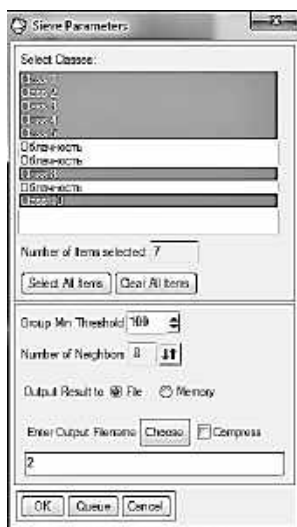 Sieve Parameters
Select Classes:
Class 1
Class 2
Class 3
Class 4
Class 5
Облачность
Облачность
Class 8
Облачность
Class 10
Number of items selected: 7
Select All Items Clear All Items
Group Min Threshold 100
Number of Neighbors 8
Output Result to File Memory
Enter Output Filename Choose Compress
2
OK Queue Cancel